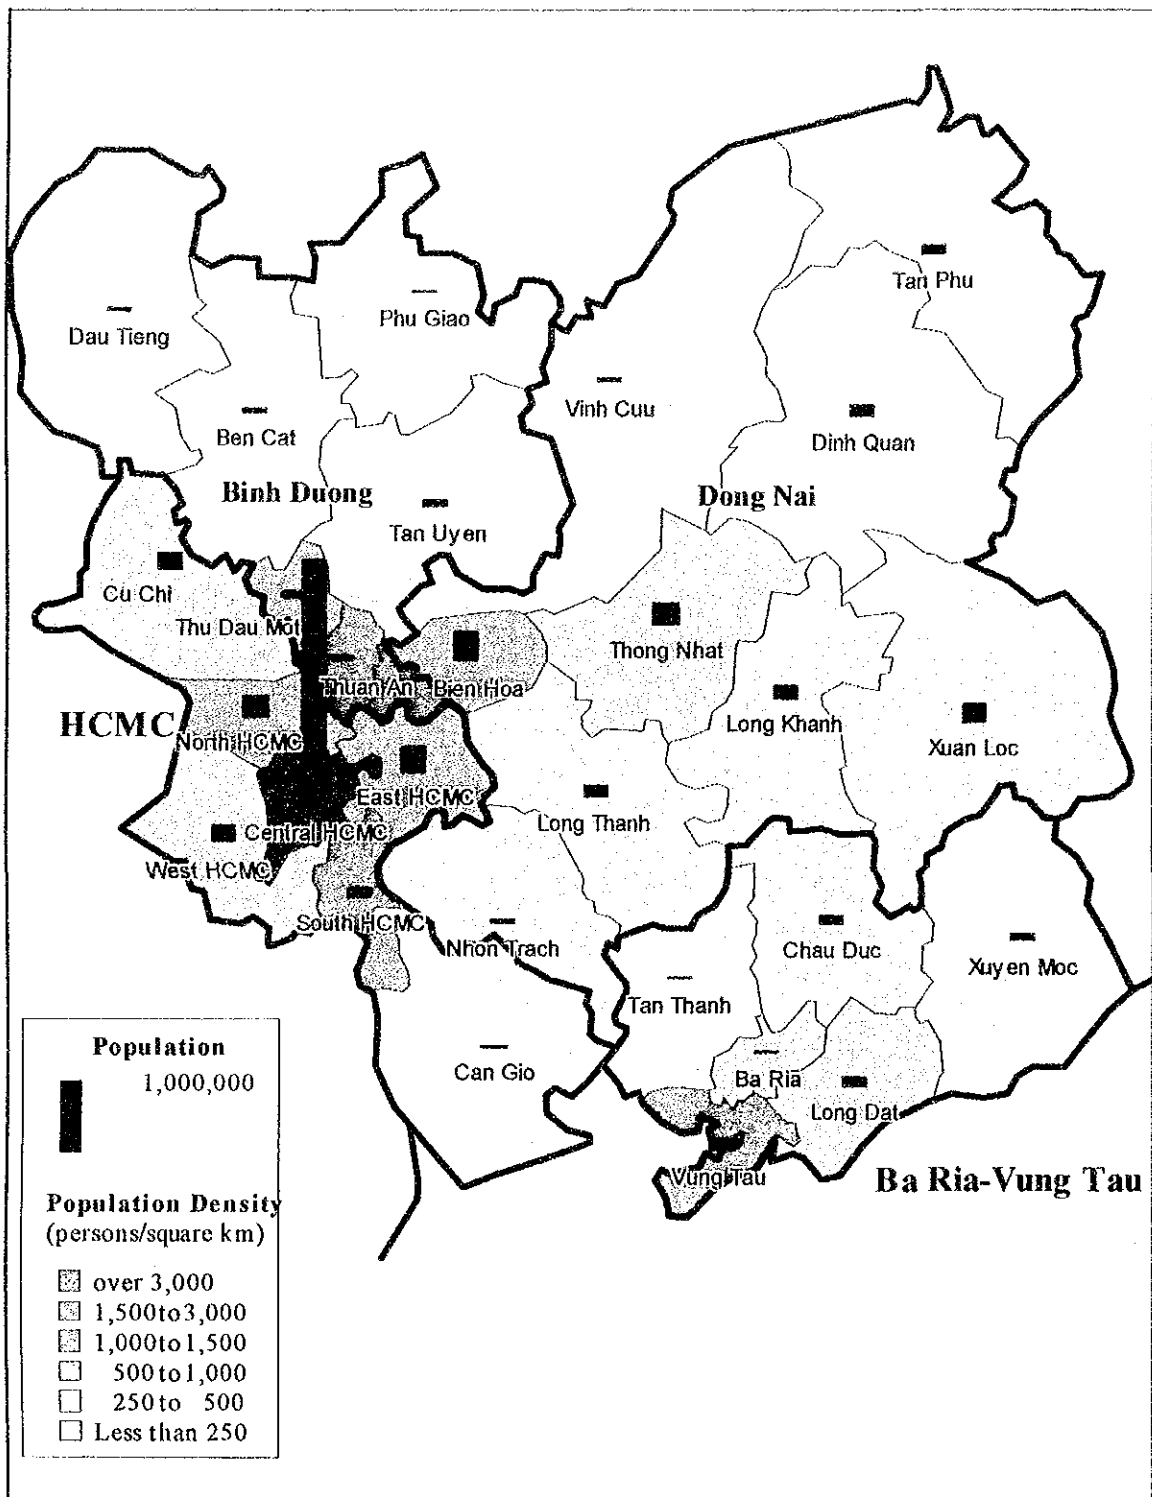 Tan Phu
Phu Giao
Dau Tieng
Vinh Cuu
Ben Cat
Dinh Quan
Binh Duong
Dong Nai
Tan Uyen
Cu Chi
Thu Dau Mot
Thong Nhat
Thuan An
Bien Hoa
HCMC
North HCMC
Long Khanh
Xuan Loc
East HCMC
Long Thanh
Central HCMC
West HCMC
South HCMC
Nhon Trach
Chau Duc
Xuyen Moc
Tan Thanh
Can Gio
Ba Ria
Long Dat
Vung Tau
Ba Ria-Vung Tau
Population
1,000,000
Population Density
(persons/square km)
over 3,000
1,500to3,000
1,000to1,500
500to1,000
250to 500
Less than 250